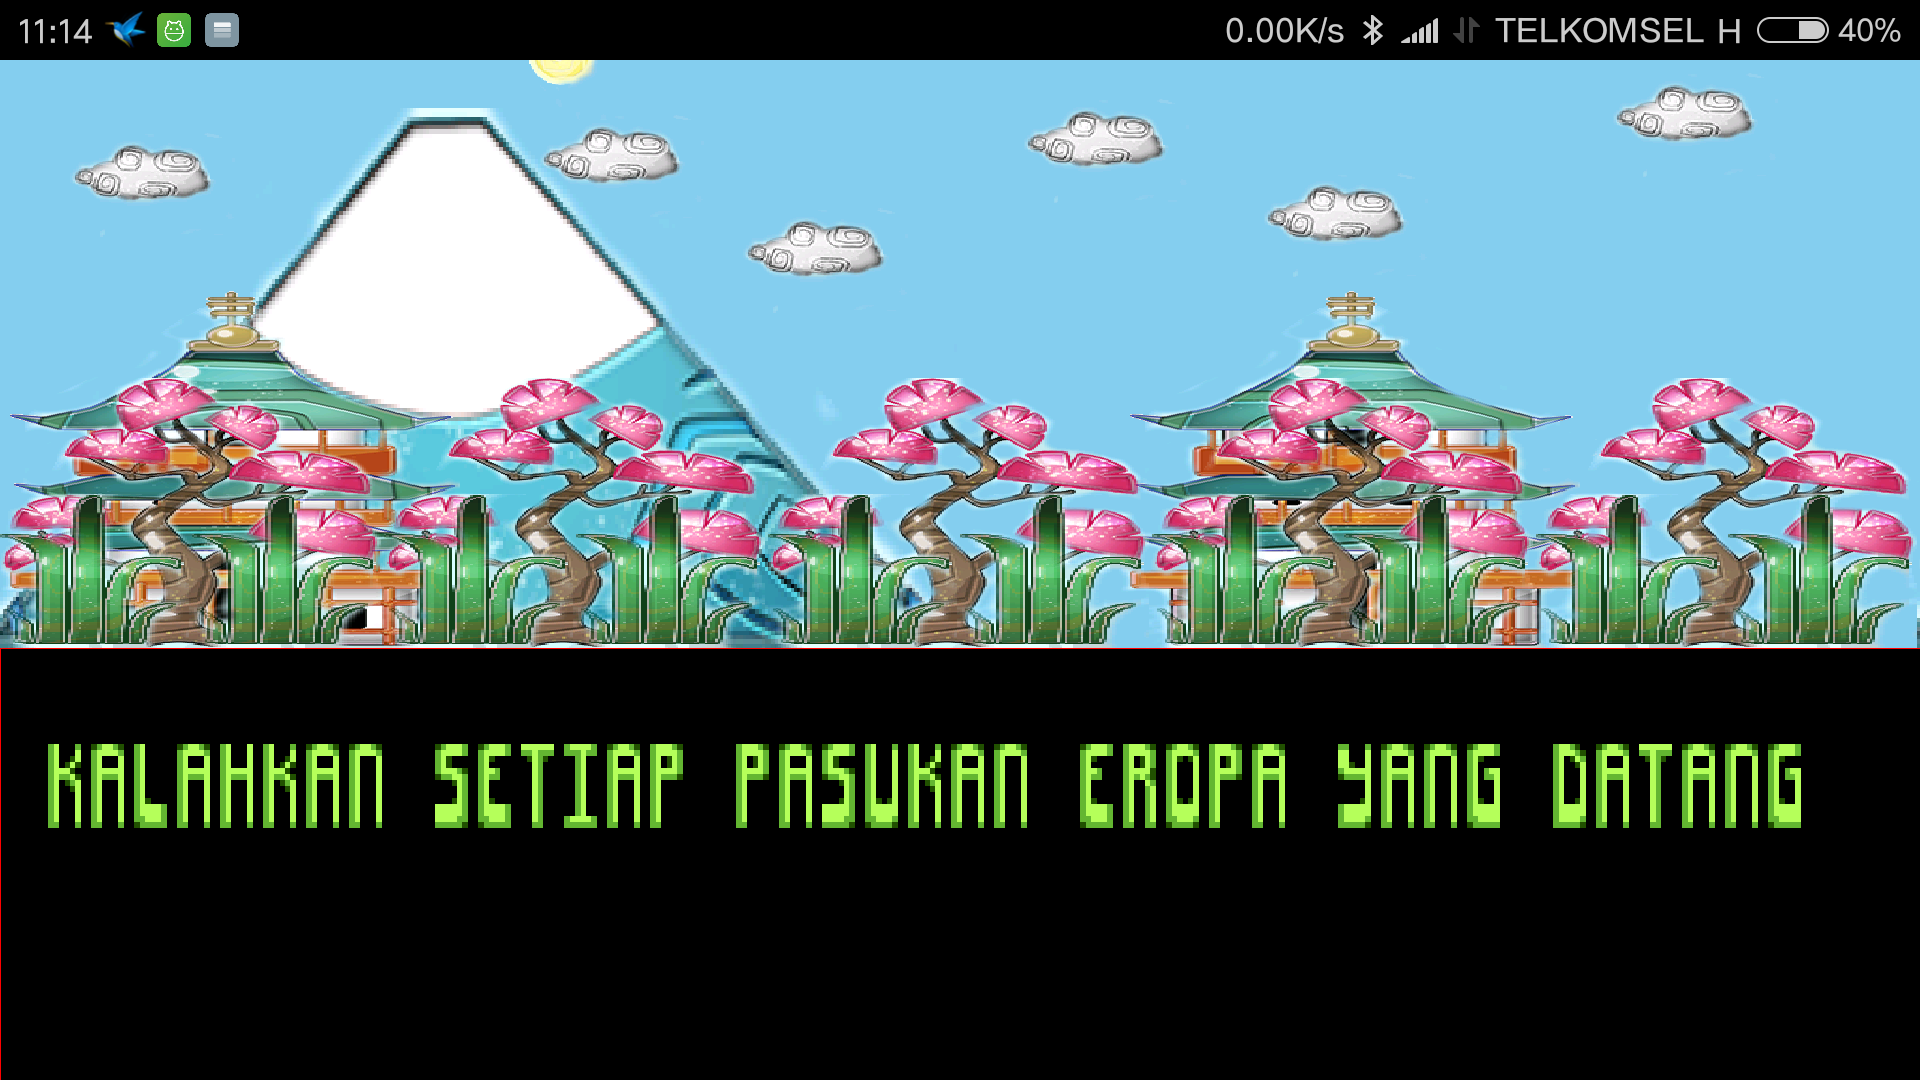 11:14 0.00K/s TELKOMSEL H 40%
KALAHKAN SETIAP PASUKAN EROPA YANG DATANG